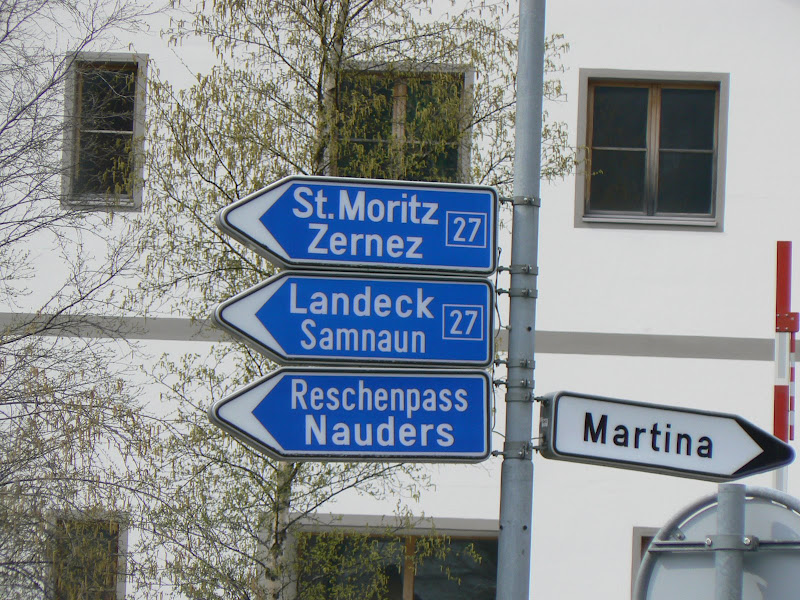 St. Moritz
Zernez
27
Landeck
Samnaun
27
Reschenpass
Nauders
Martina